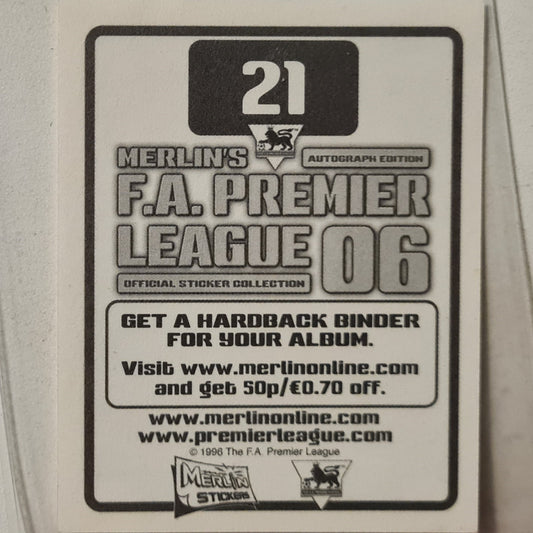 21
MERLIN'S
AUTOGRAPH EDITION
F.A. PREMIER
LEAGUE 06
OFFICIAL STICKER COLLECTION
GET A HARDBACK BINDER
FOR YOUR ALBUM.
Visit www.merlinonline.com
and get 50p/€0.70 off.
www.merlinonline.com
www.premierleague.com
© 1996 The F.A. Premier League
MERLIN
STICKERS